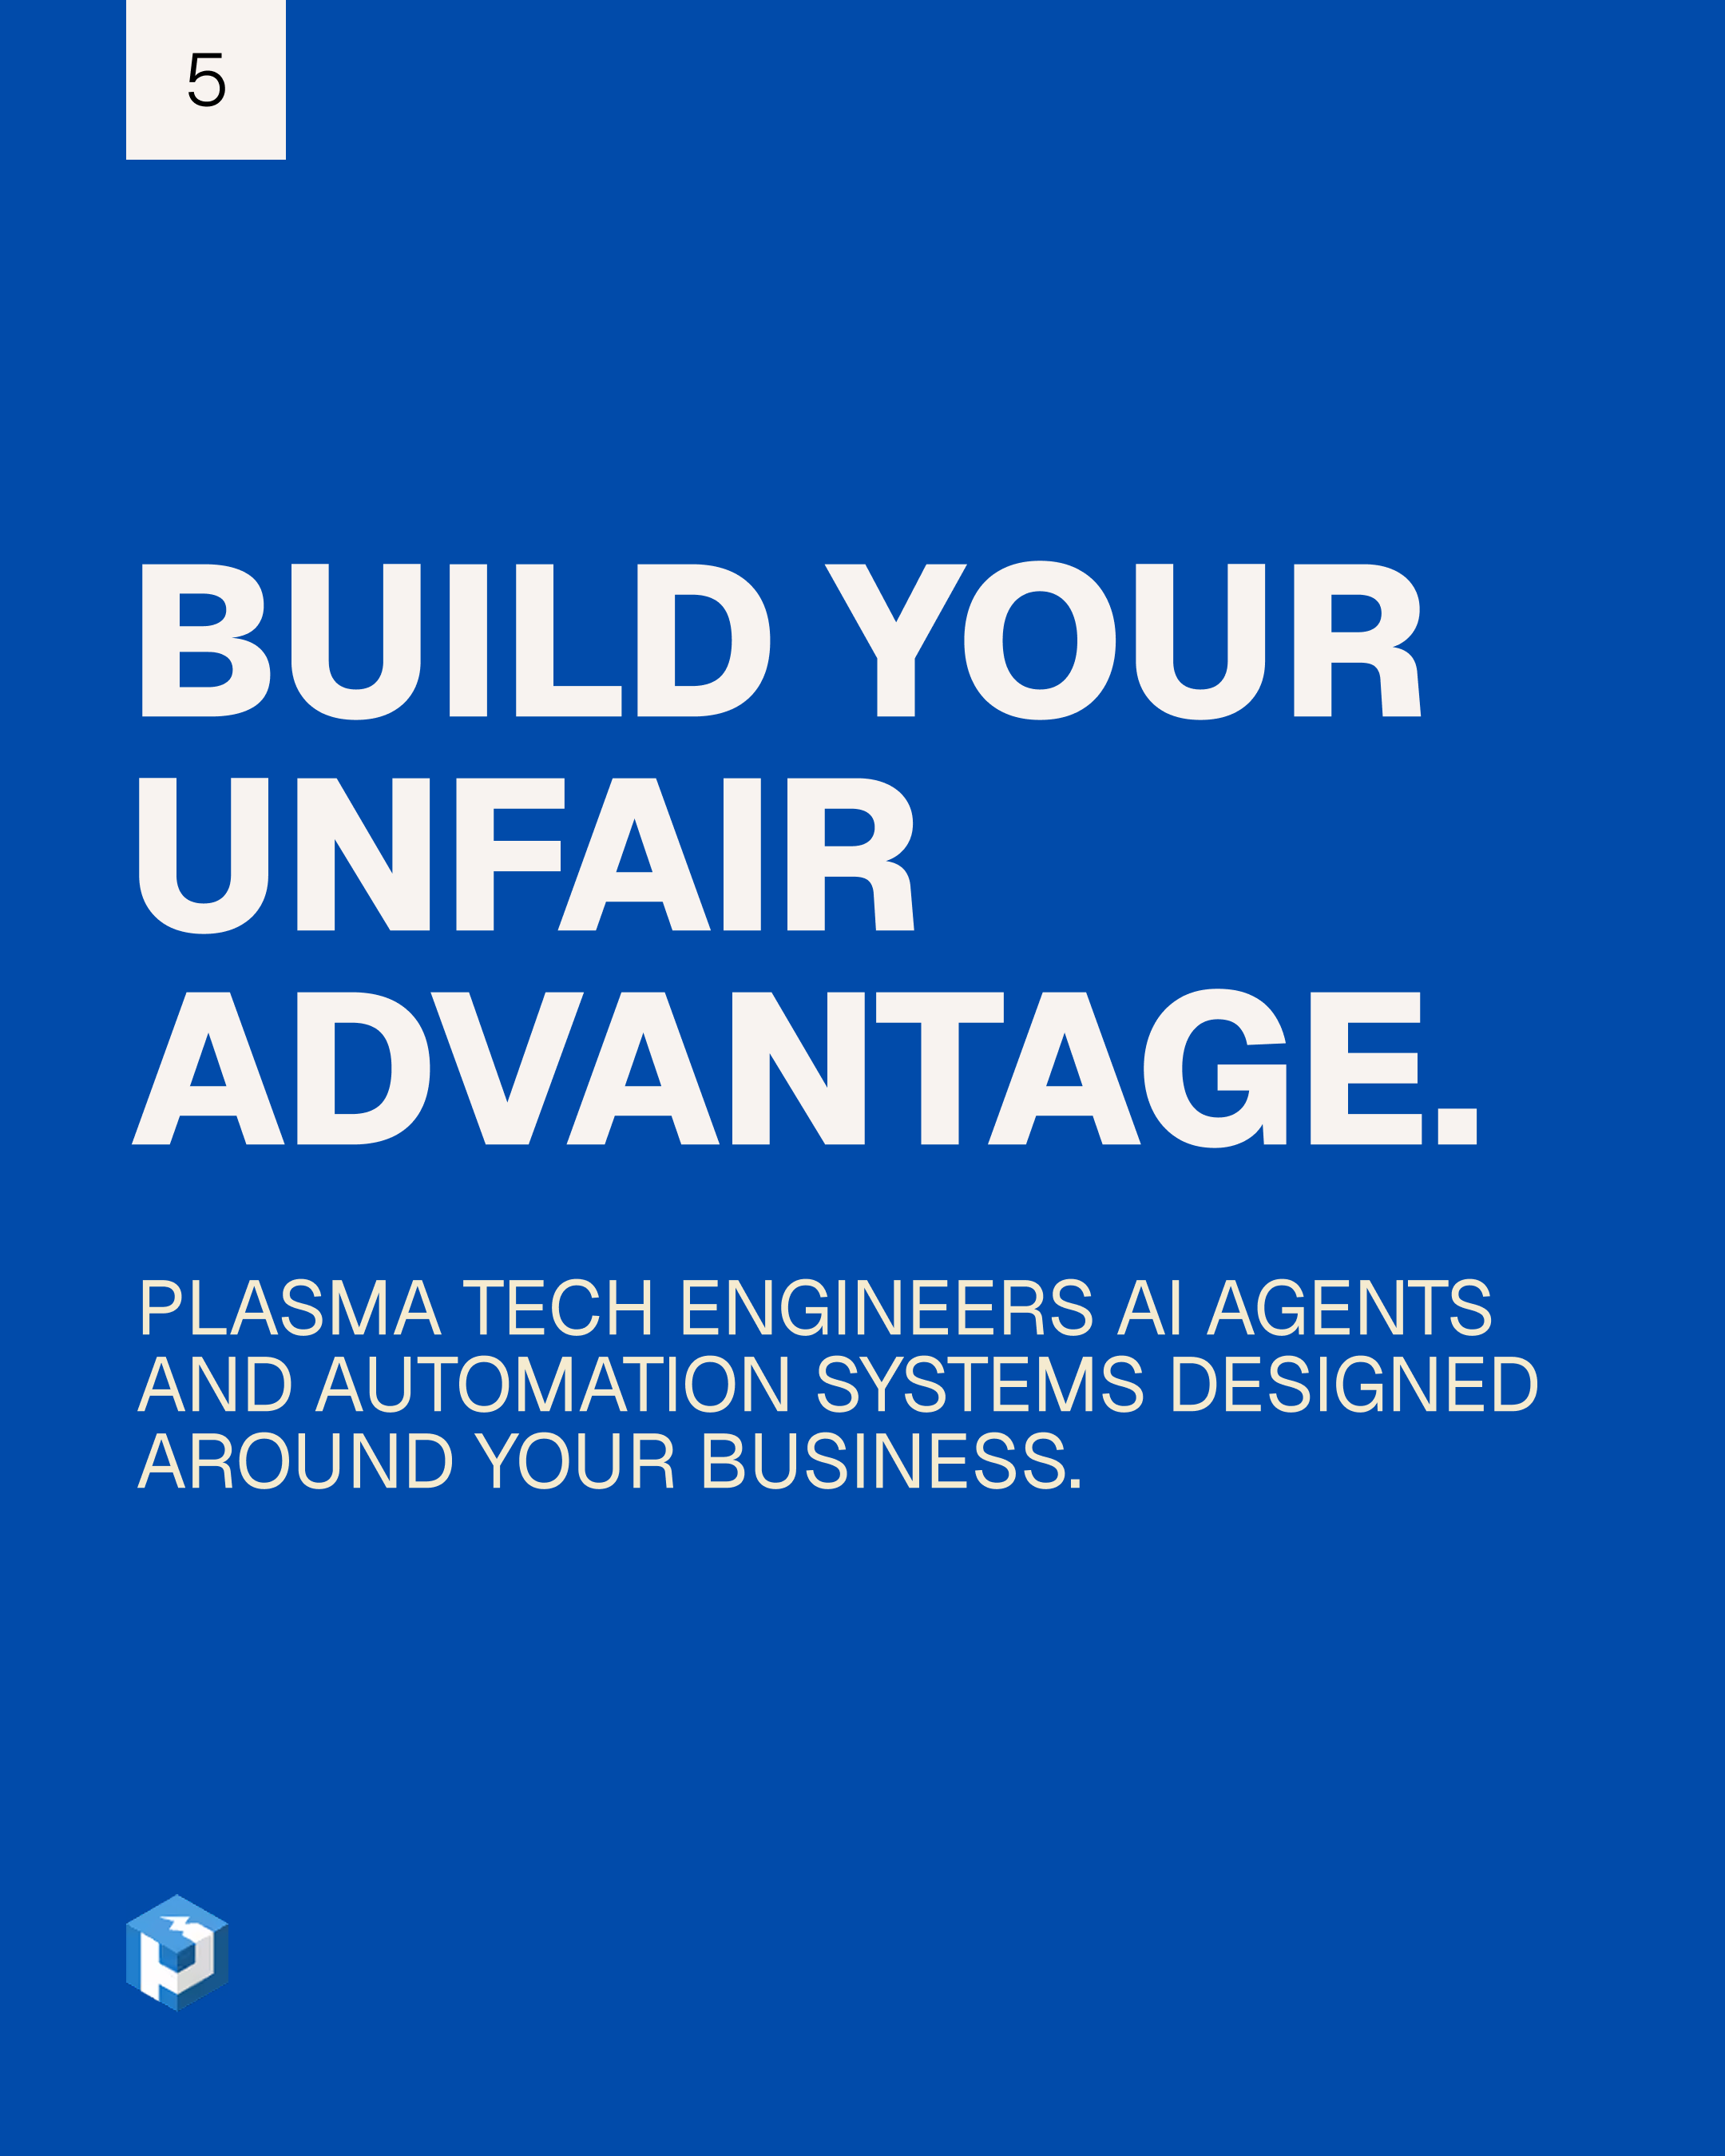 5
BUILD YOUR
UNFAIR
ADVANTAGE.
PLASMA TECH ENGINEERS AI AGENTS
AND AUTOMATION SYSTEMS DESIGNED
AROUND YOUR BUSINESS.